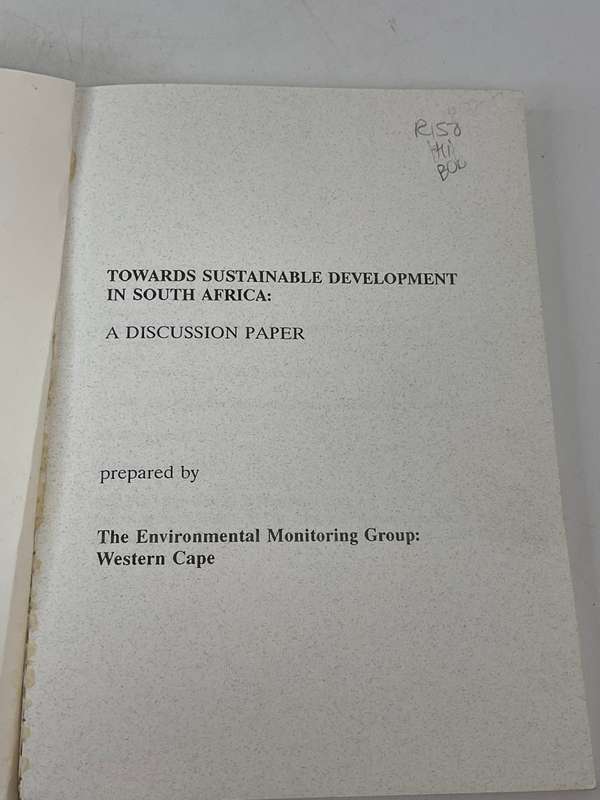 R150
TOWARDS SUSTAINABLE DEVELOPMENT
IN SOUTH AFRICA:
A DISCUSSION PAPER
prepared by
The Environmental Monitoring Group:
Western Cape